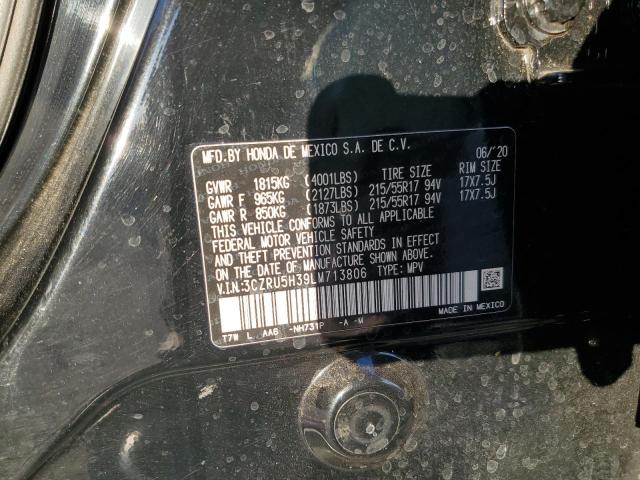 MFD.BY HONDA DE MEXICO S.A. DE C.V. 06/'20
GVWR 1815KG (4001LBS) TIRE SIZE RIM SIZE
GAWR F 965KG (2127LBS) 215/55R17 94V 17X7.5J
GAWR R 850KG (1873LBS) 215/55R17 94V 17X7.5J
THIS VEHICLE CONFORMS TO ALL APPLICABLE
FEDERAL MOTOR VEHICLE SAFETY
AND THEFT PREVENTION STANDARDS IN EFFECT
ON THE DATE OF MANUFACTURE SHOWN ABOVE.
V.I.N:3CZRU5H39LM713806 TYPE: MPV
MADE IN MEXICO
T7W L AA6 -NH731P -A -M